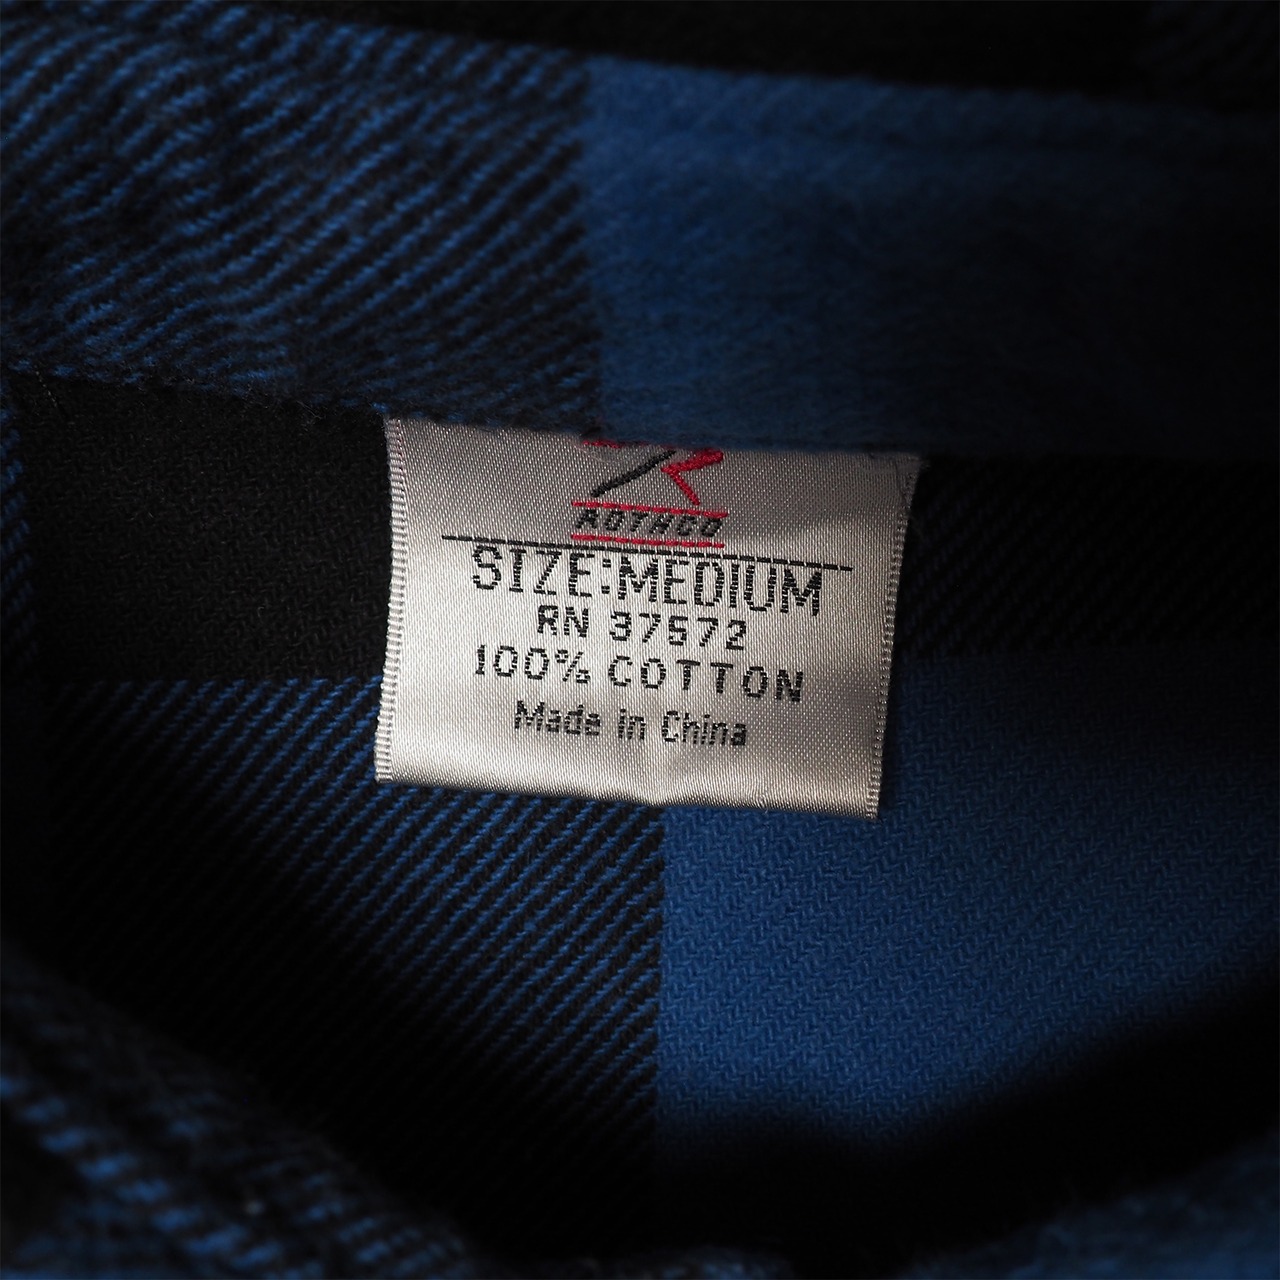 ROTHCO
SIZE:MEDIUM
RN 37572
100% COTTON
Made in China